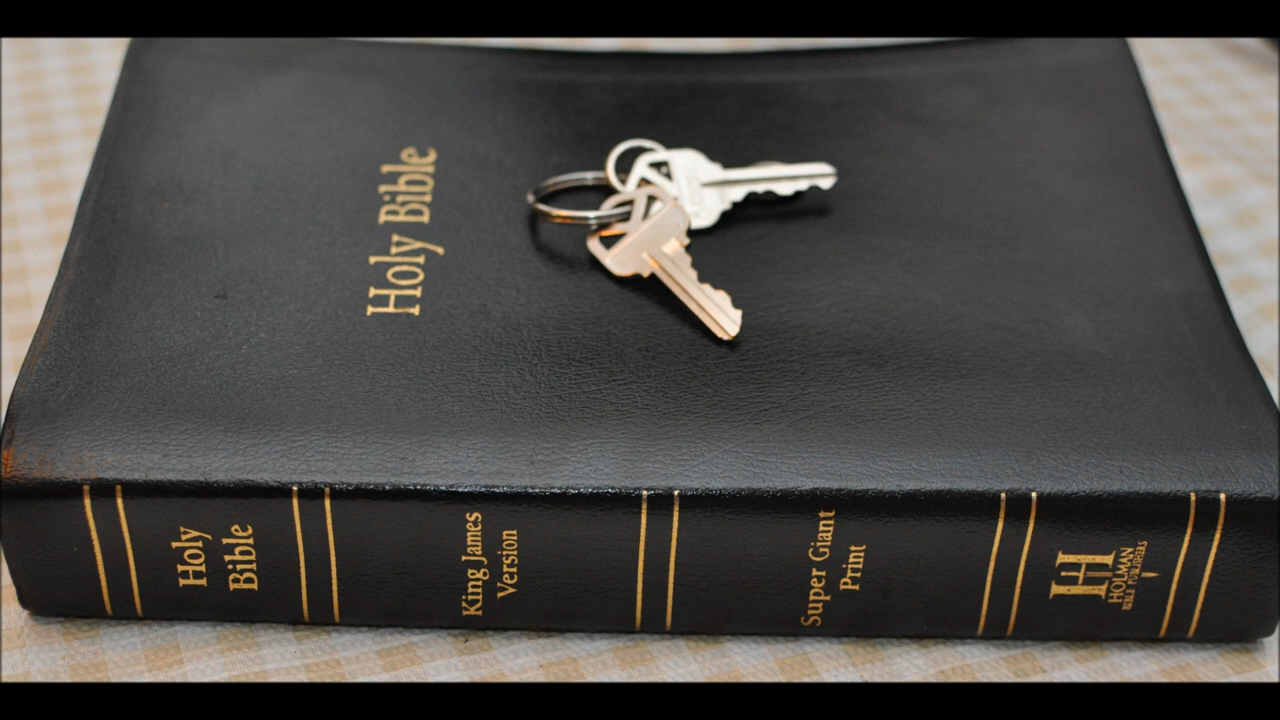 Holy Bible
Holy
Bible
King James
Version
Super Giant
Print
HOLMAN
BIBLE PUBLISHERS